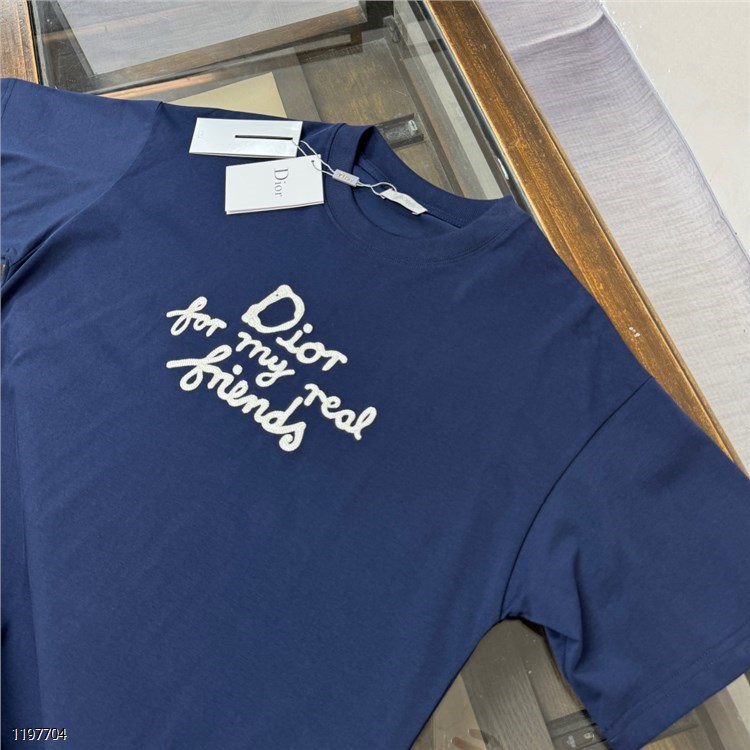 Dior
Dior
for my real
friends
1197704